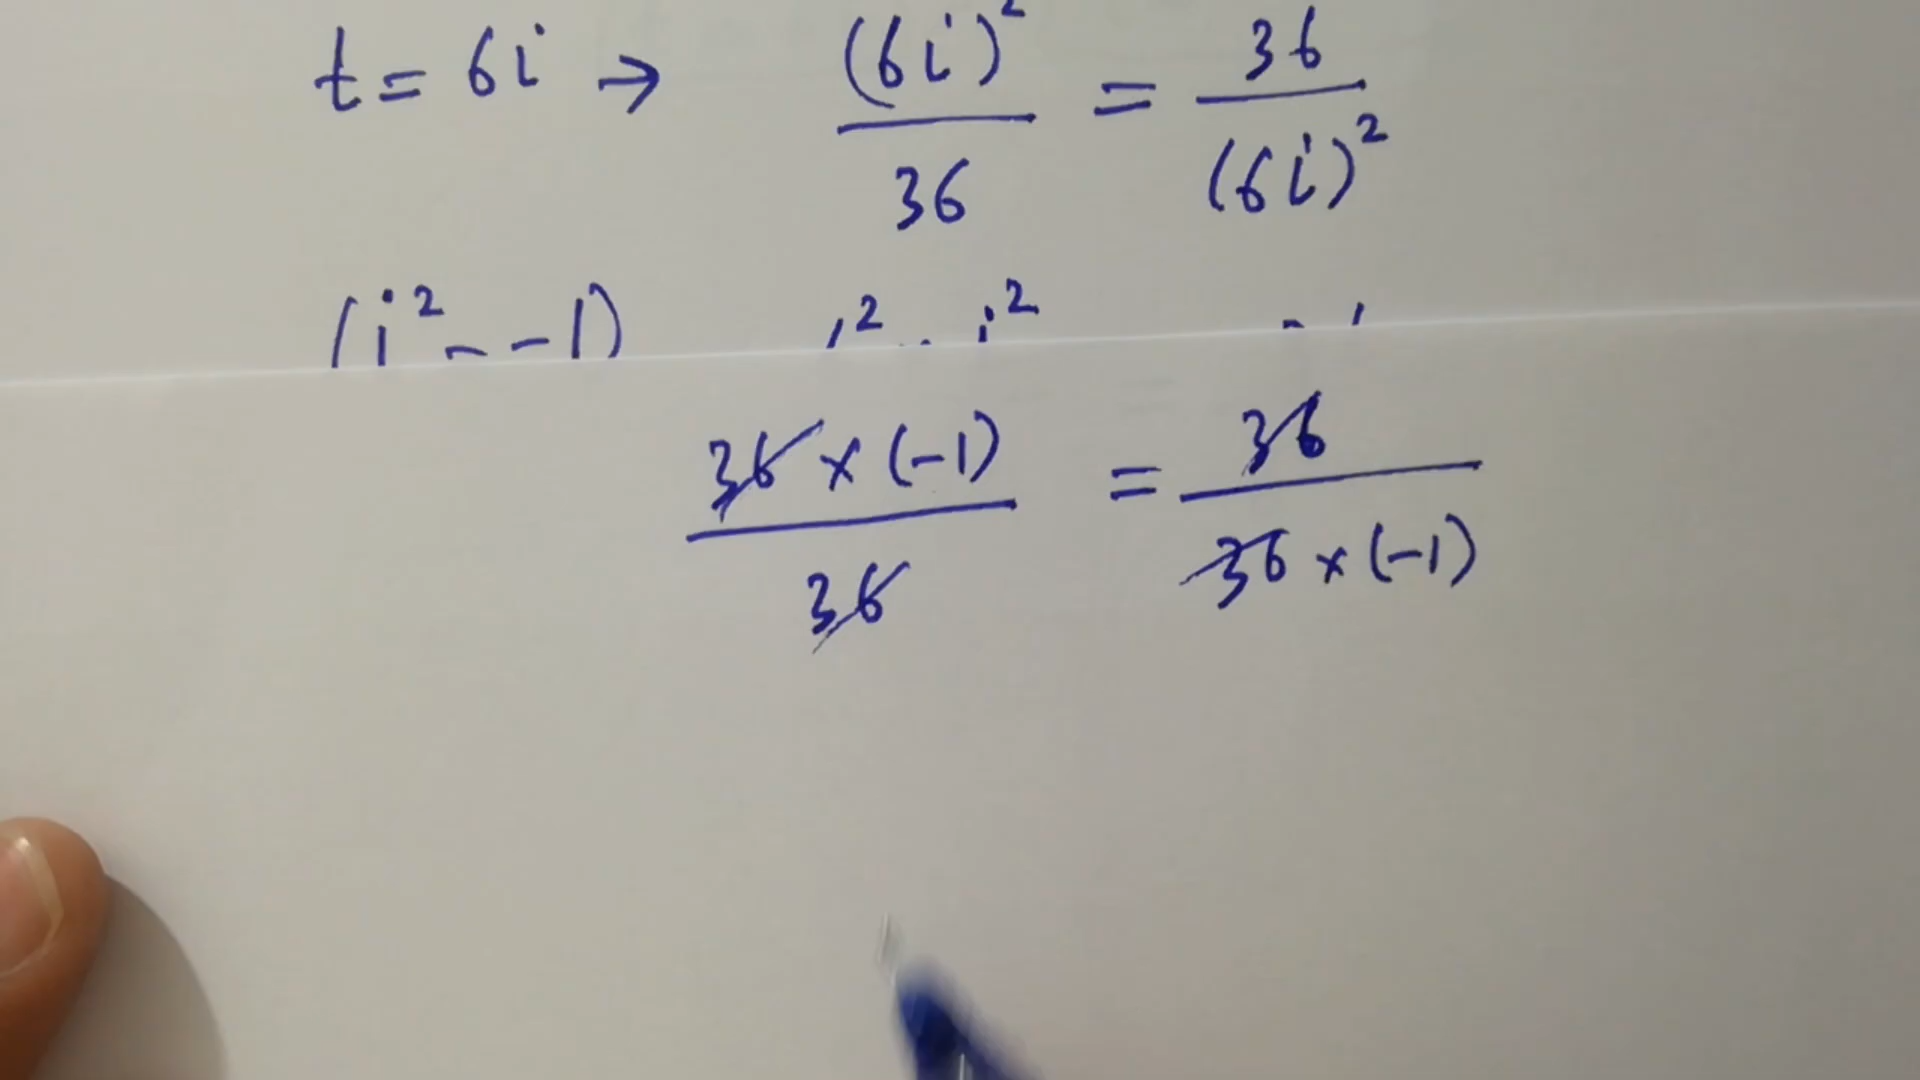 t = 6i → (6i)²/36 = 36/(6i)²
(i² = -1)
36 × (-1)/36 = 36/36 × (-1)